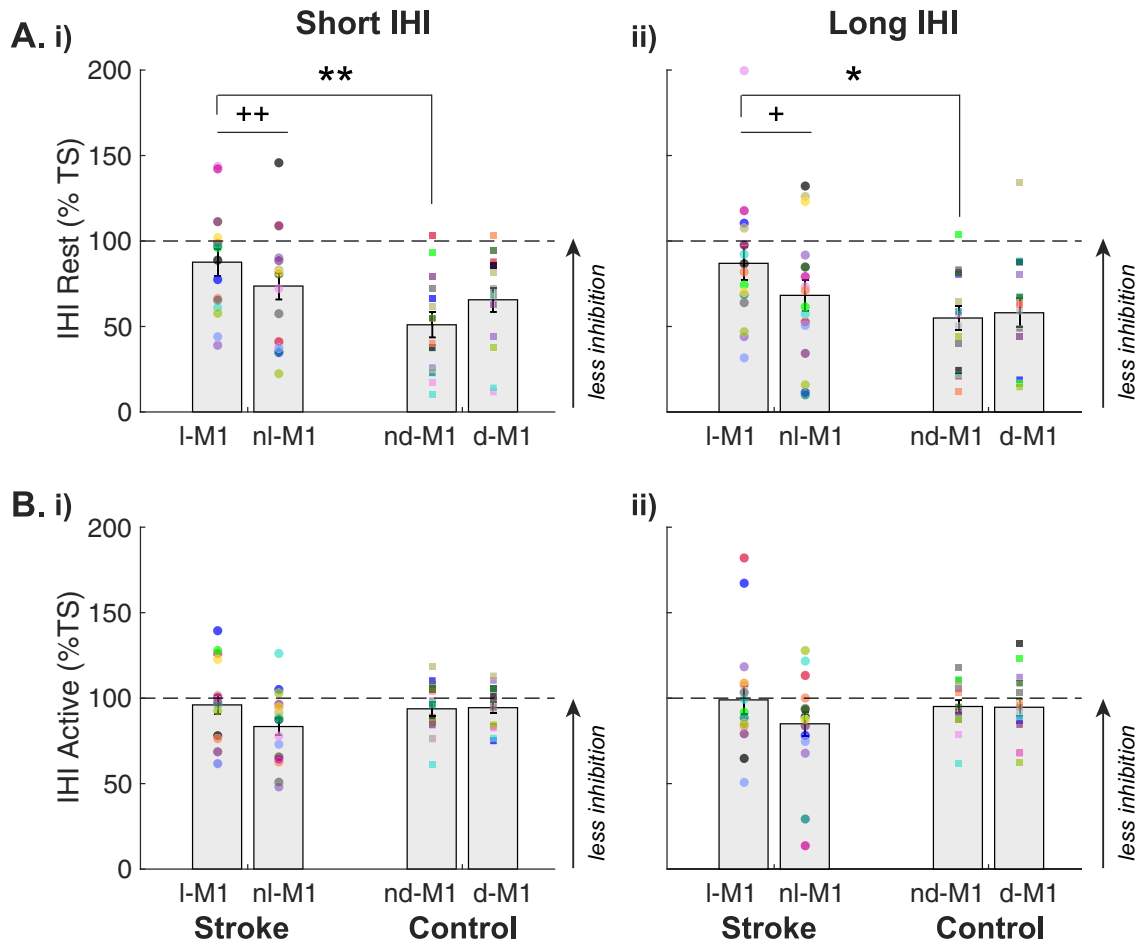 Short IHI
Long IHI
A. i)
ii)
200
150
100
50
0
IHI Rest (% TS)
**
++
*
+
less inhibition
less inhibition
l-M1 nl-M1 nd-M1 d-M1
l-M1 nl-M1 nd-M1 d-M1
B. i)
ii)
200
150
100
50
0
IHI Active (%TS)
less inhibition
less inhibition
l-M1 nl-M1 nd-M1 d-M1
l-M1 nl-M1 nd-M1 d-M1
Stroke Control
Stroke Control